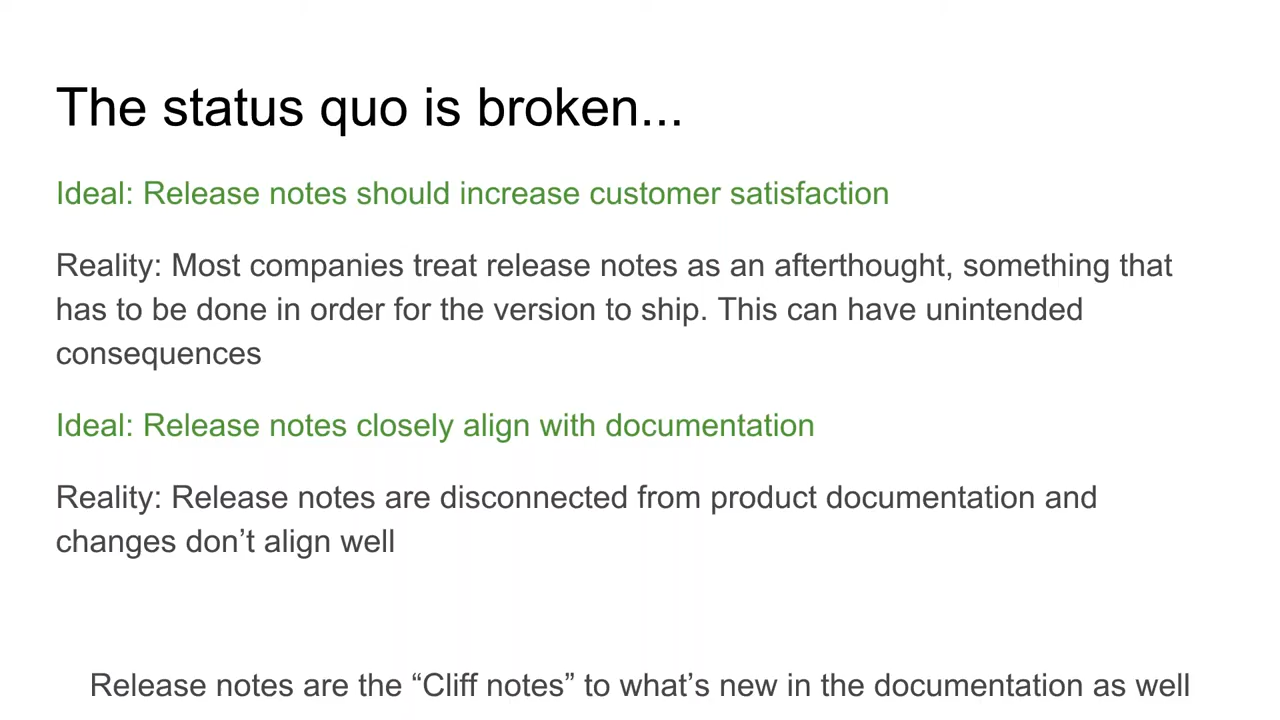 The status quo is broken...
Ideal: Release notes should increase customer satisfaction
Reality: Most companies treat release notes as an afterthought, something that
has to be done in order for the version to ship. This can have unintended
consequences
Ideal: Release notes closely align with documentation
Reality: Release notes are disconnected from product documentation and
changes don’t align well
Release notes are the “Cliff notes” to what’s new in the documentation as well